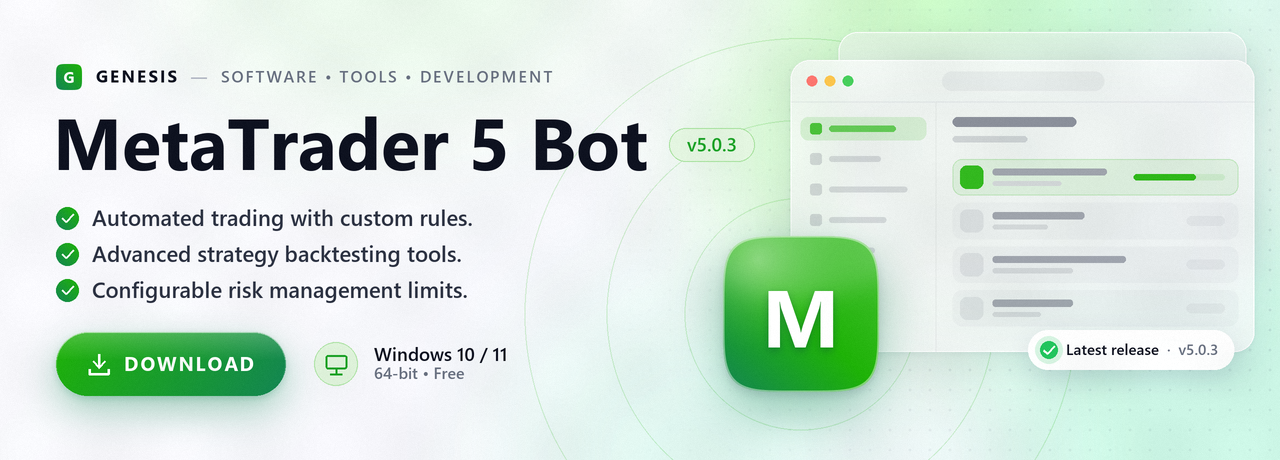 G GENESIS — SOFTWARE • TOOLS • DEVELOPMENT
MetaTrader 5 Bot v5.0.3
Automated trading with custom rules.
Advanced strategy backtesting tools.
Configurable risk management limits.
DOWNLOAD
Windows 10 / 11
64-bit • Free
M
Latest release · v5.0.3